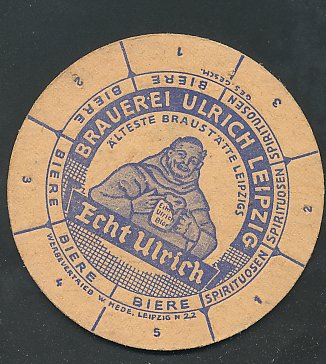 BRAUEREI ULRICH LEIPZIG
ÄLTESTE BRAUSTÄTTE LEIPZIGS
Echt
Ulrich
Bier
Echt Ulrich
BIERE
BIERE
BIERE
BIERE
BIERE
SPIRITUOSEN
SPIRITUOSEN
SPIRITUOSEN
GES. GESCH.
W. HEDE, LEIPZIG N 22
1
2
3
4
5
1
2
3